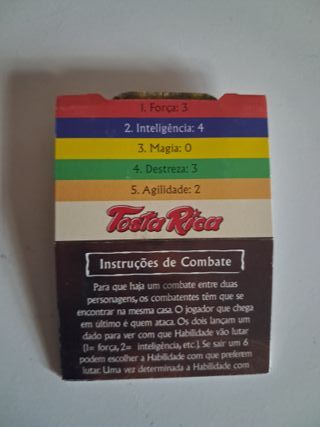 1. Força: 3
2. Inteligência: 4
3. Magia: 0
4. Destreza: 3
5. Agilidade: 2
Tosta Rica
Instruções de Combate
Para que haja um combate entre duas
personagens, os combatentes têm que se
encontrar na mesma casa. O jogador que chega
em último é quem ataca. Os dois lançam um
dado para ver com que Habilidade vão lutar
(1= força, 2= inteligência, etc.). Se sair um 6
podem escolher a Habilidade com que preferem
lutar. Uma vez determinada a Habilidade com